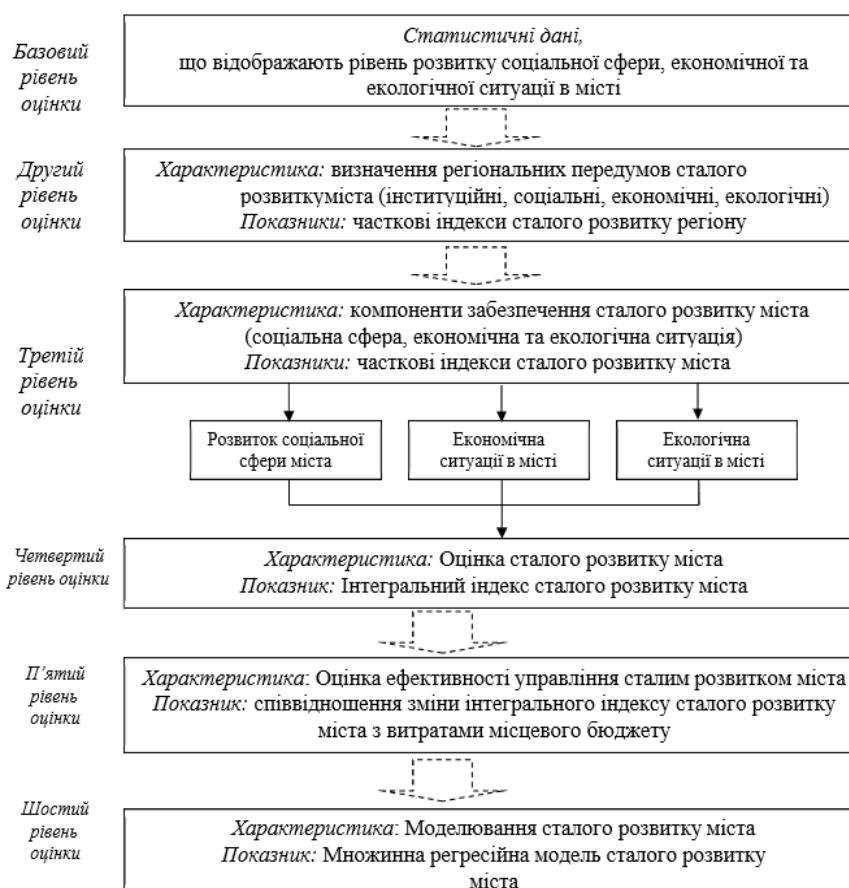 Базовий
рівень
оцінки
Статистичні дані,
що відображають рівень розвитку соціальної сфери, економічної та
екологічної ситуації в місті
Другий
рівень
оцінки
Характеристика: визначення регіональних передумов сталого
розвиткуміста (інституційні, соціальні, економічні, екологічні)
Показники: часткові індекси сталого розвитку регіону
Третій
рівень
оцінки
Характеристика: компоненти забезпечення сталого розвитку міста
(соціальна сфера, економічна та екологічна ситуація)
Показники: часткові індекси сталого розвитку міста
Розвиток соціальної
сфери міста
Економічна
ситуації в місті
Екологічна
ситуації в місті
Четвертий
рівень оцінки
Характеристика: Оцінка сталого розвитку міста
Показник: Інтегральний індекс сталого розвитку міста
П’ятий
рівень
оцінки
Характеристика: Оцінка ефективності управління сталим розвитком міста
Показник: співвідношення зміни інтегрального індексу сталого розвитку
міста з витратами місцевого бюджету
Шостий
рівень
оцінки
Характеристика: Моделювання сталого розвитку міста
Показник: Множинна регресійна модель сталого розвитку
міста